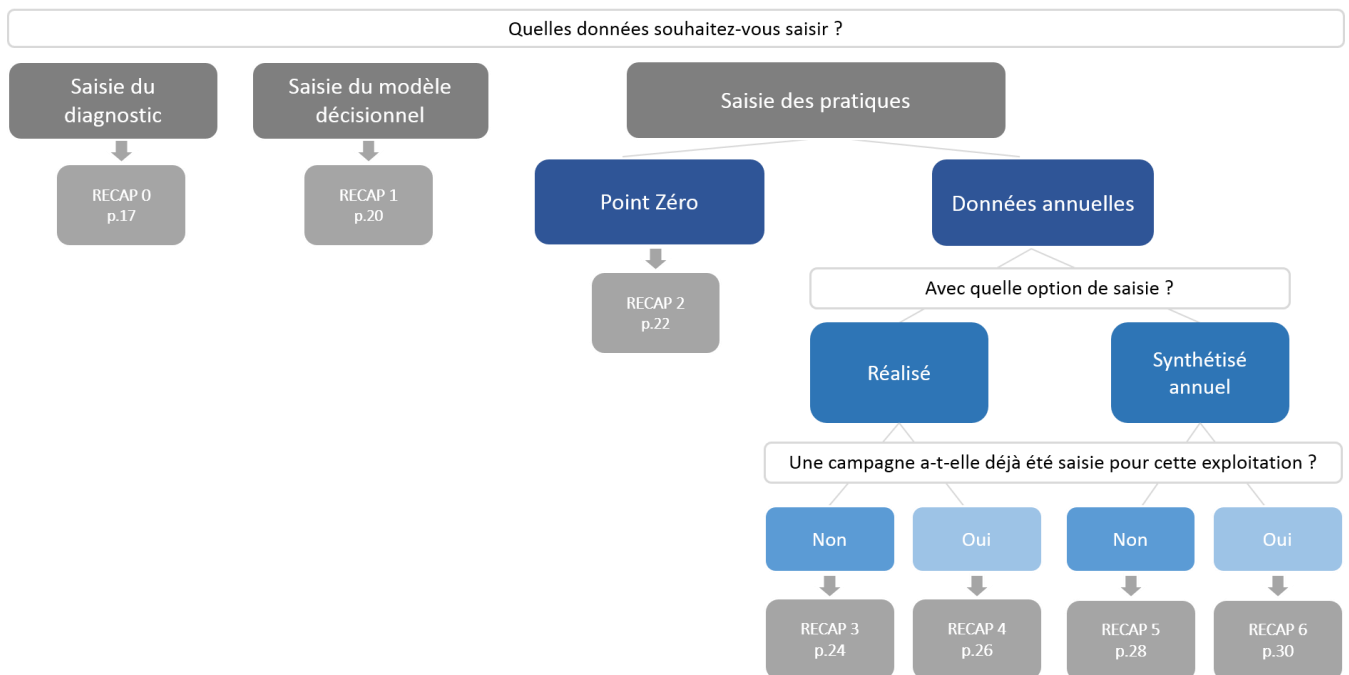 Quelles données souhaitez-vous saisir ?
Saisie du
diagnostic
Saisie du modèle
décisionnel
Saisie des pratiques
RECAP 0
p.17
RECAP 1
p.20
Point Zéro
Données annuelles
RECAP 2
p.22
Avec quelle option de saisie ?
Réalisé
Synthétisé
annuel
Une campagne a-t-elle déjà été saisie pour cette exploitation ?
Non
Oui
Non
Oui
RECAP 3
p.24
RECAP 4
p.26
RECAP 5
p.28
RECAP 6
p.30